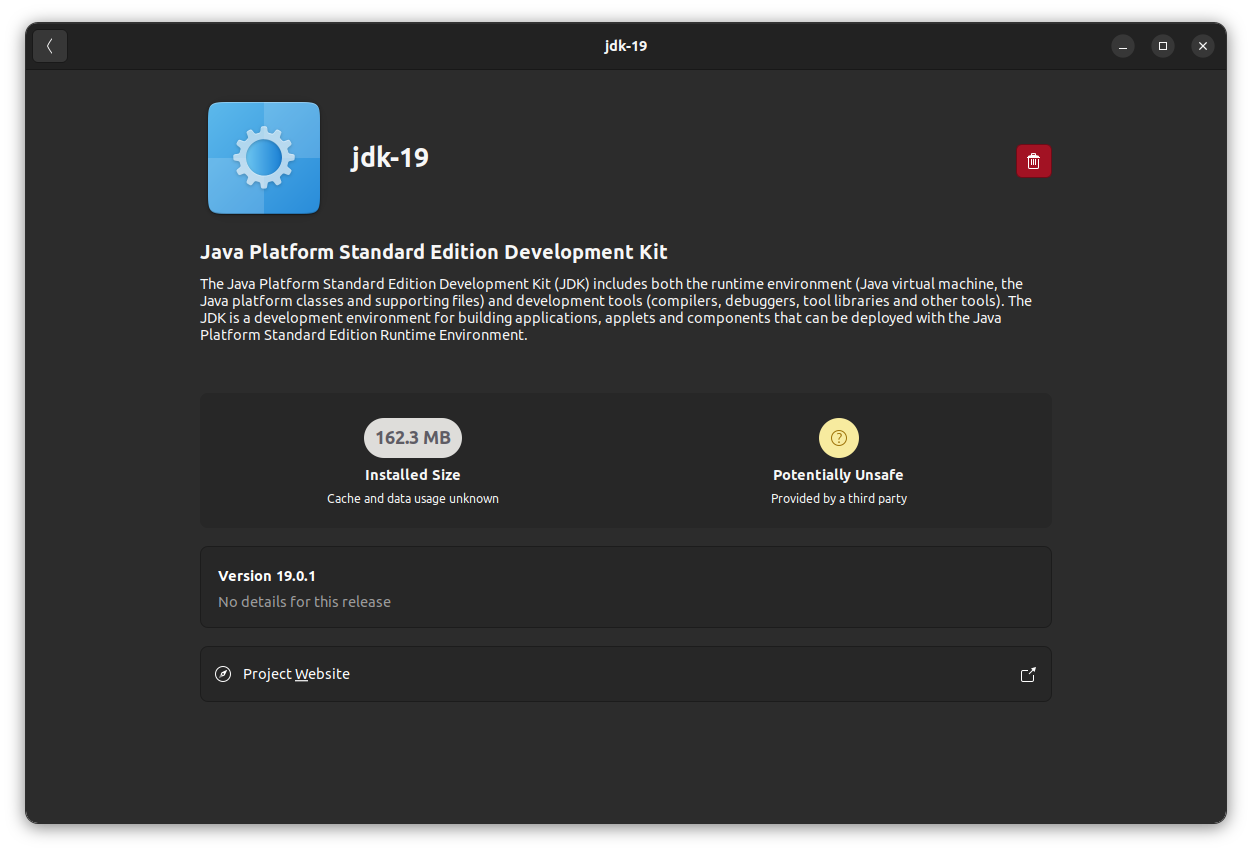 jdk-19
jdk-19
Java Platform Standard Edition Development Kit
The Java Platform Standard Edition Development Kit (JDK) includes both the runtime environment (Java virtual machine, the
Java platform classes and supporting files) and development tools (compilers, debuggers, tool libraries and other tools). The
JDK is a development environment for building applications, applets and components that can be deployed with the Java
Platform Standard Edition Runtime Environment.
162.3 MB
Installed Size
Cache and data usage unknown
?
Potentially Unsafe
Provided by a third party
Version 19.0.1
No details for this release
Project Website